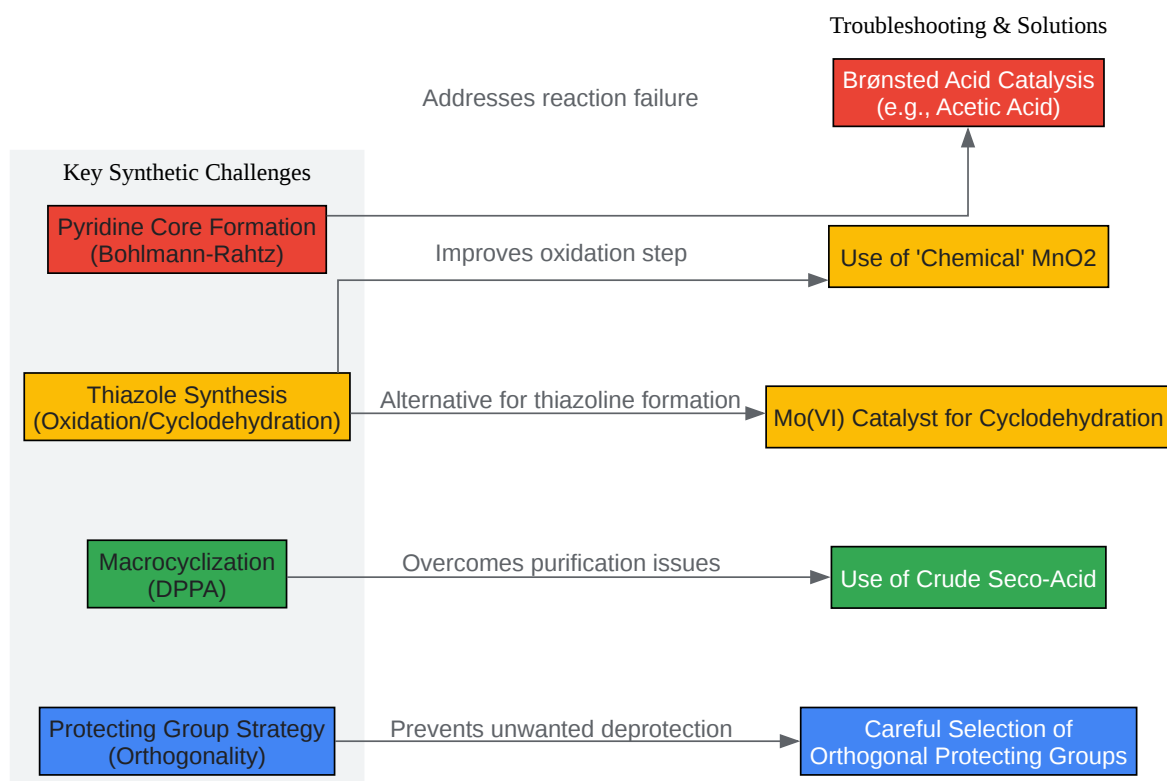 Troubleshooting & Solutions
Brønsted Acid Catalysis
(e.g., Acetic Acid)
Addresses reaction failure
Key Synthetic Challenges
Pyridine Core Formation
(Bohlmann-Rahtz)
Improves oxidation step
Use of 'Chemical' MnO2
Thiazole Synthesis
(Oxidation/Cyclodehydration)
Alternative for thiazoline formation
Mo(VI) Catalyst for Cyclodehydration
Macrocyclization
(DPPA)
Overcomes purification issues
Use of Crude Seco-Acid
Protecting Group Strategy
(Orthogonality)
Prevents unwanted deprotection
Careful Selection of
Orthogonal Protecting Groups